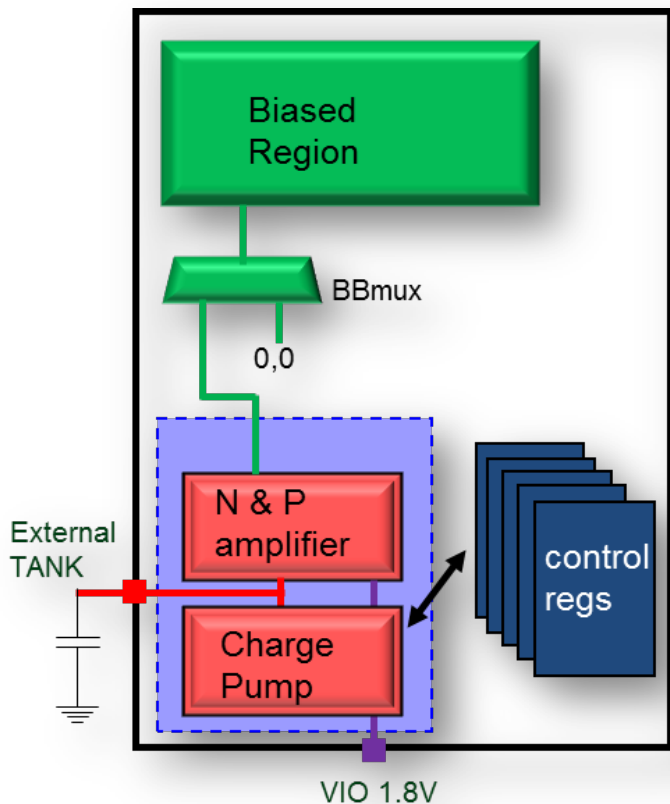 Biased
Region
BBmux
0,0
N & P
amplifier
External
TANK
control
regs
Charge
Pump
VIO 1.8V